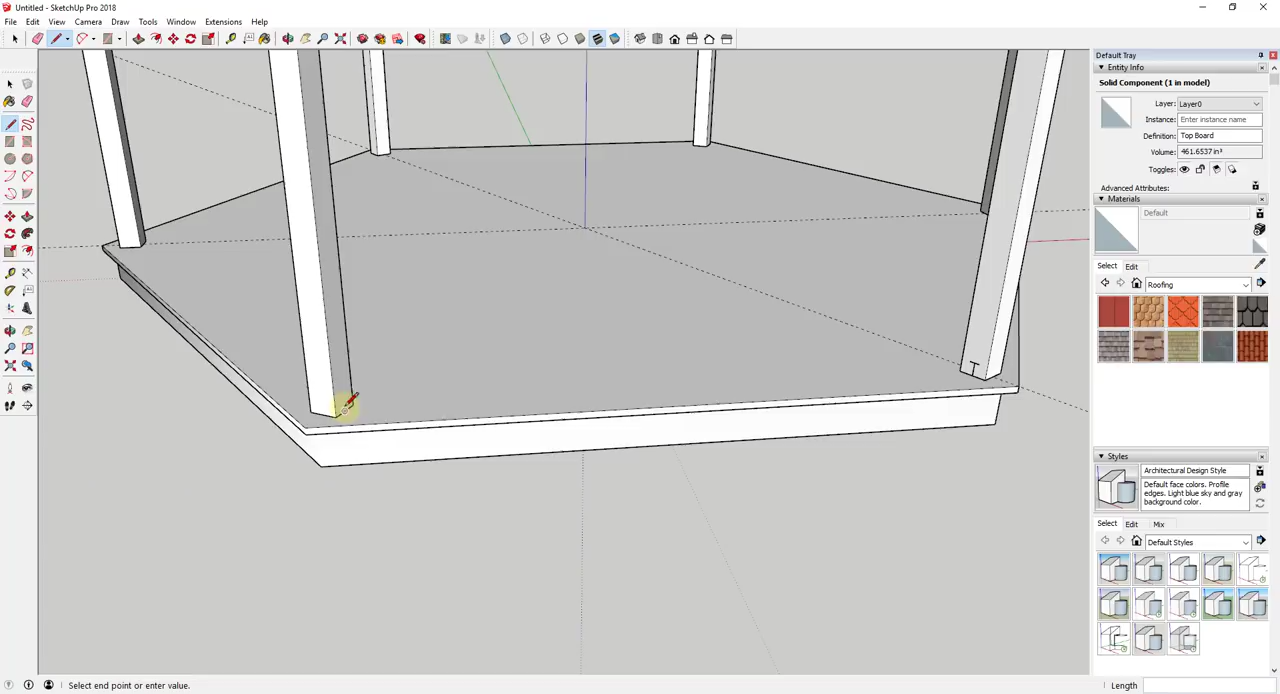 Untitled - SketchUp Pro 2018
File Edit View Camera Draw Tools Window Extensions Help
Default Tray
Entity Info
Solid Component (1 in model)
Layer: Layer0
Instance: Enter instance name
Definition: Top Board
Volume: 461.6537 in³
Toggles:
Advanced Attributes:
Materials
Default
Select Edit
Roofing
Styles
Architectural Design Style
Default face colors. Profile
edges. Light blue sky and gray
background color.
Select Edit Mix
Default Styles
Select end point or enter value.
Length